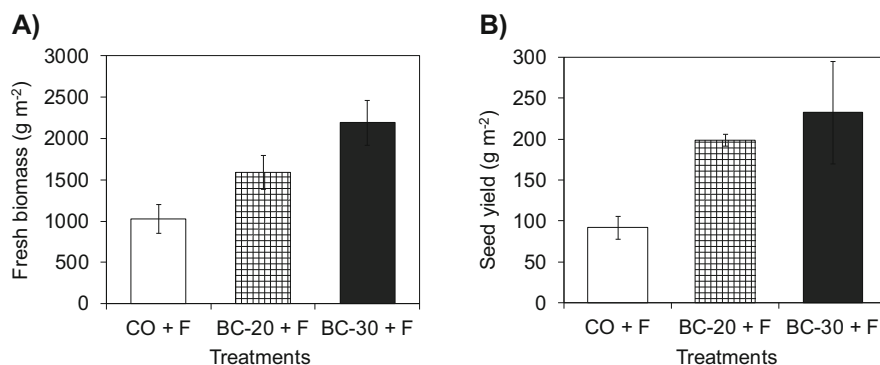 A)
Fresh biomass (g m⁻²)
3000
2500
2000
1500
1000
500
0
CO + F BC-20 + F BC-30 + F
Treatments
B)
Seed yield (g m⁻²)
300
250
200
150
100
50
0
CO + F BC-20 + F BC-30 + F
Treatments